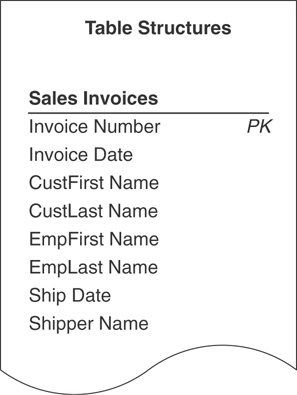 Table Structures
Sales Invoices
Invoice Number PK
Invoice Date
CustFirst Name
CustLast Name
EmpFirst Name
EmpLast Name
Ship Date
Shipper Name